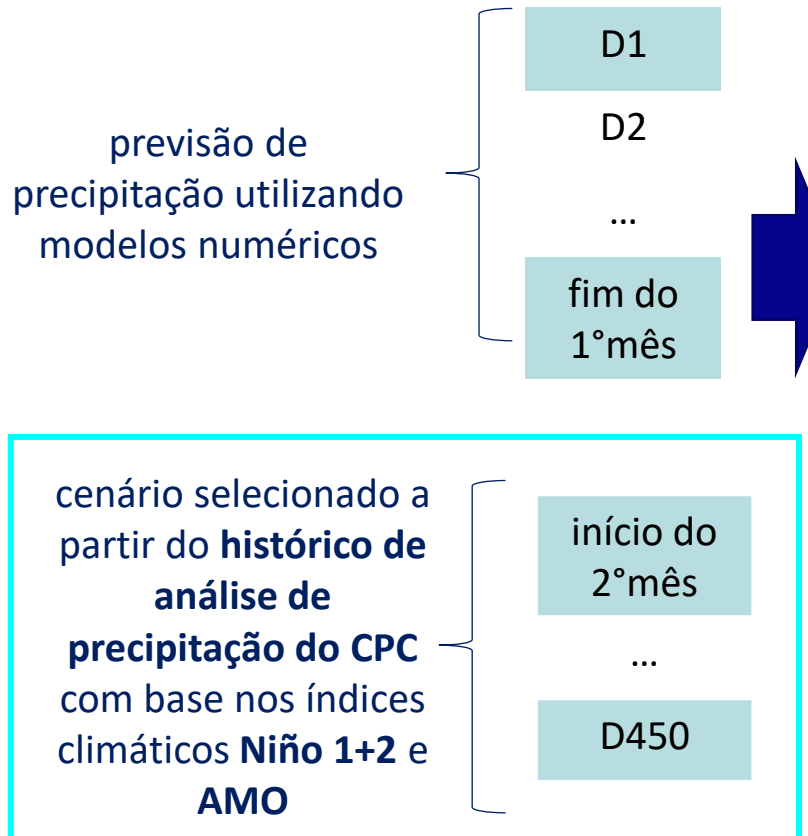 previsão de
precipitação utilizando
modelos numéricos
D1
D2
...
fim do
1°mês
cenário selecionado a
partir do histórico de
análise de
precipitação do CPC
com base nos índices
climáticos Niño 1+2 e
AMO
início do
2°mês
...
D450